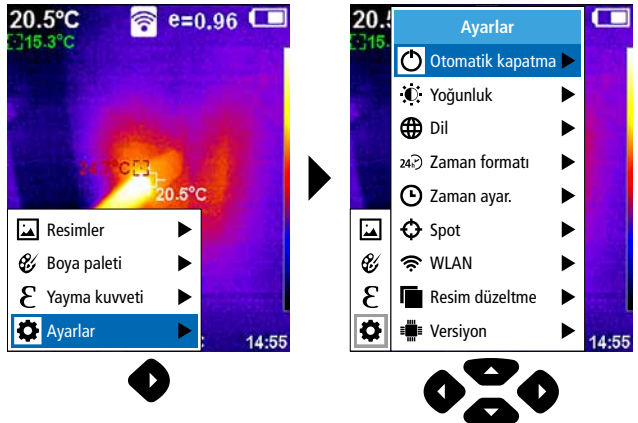 20.5°C e=0.96
15.3°C
24.7°C
20.5°C
Resimler
Boya paleti
Ɛ Yayma kuvveti
Ayarlar
14:55
20.5
15.
Ayarlar
Otomatik kapatma
Yoğunluk
Dil
24 Zaman formatı
Zaman ayar.
Spot
WLAN
Ɛ Resim düzeltme
Versiyon
14:55